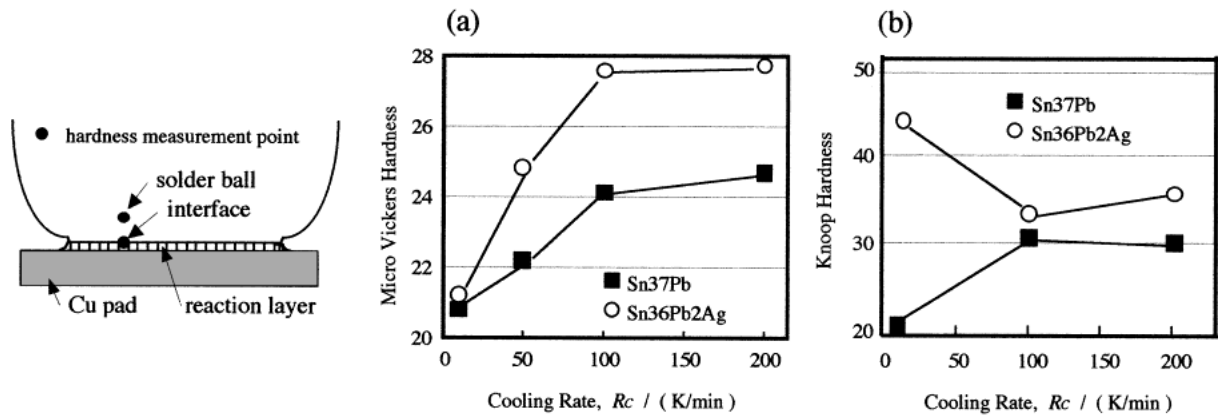 hardness measurement point
solder ball
interface
Cu pad
reaction layer
(a)
Micro Vickers Hardness
28
26
24
22
20
Sn37Pb
Sn36Pb2Ag
0
50
100
150
200
Cooling Rate, Rc / ( K/min )
(b)
Knoop Hardness
50
40
30
20
Sn37Pb
Sn36Pb2Ag
0
50
100
150
200
Cooling Rate, Rc / ( K/min )